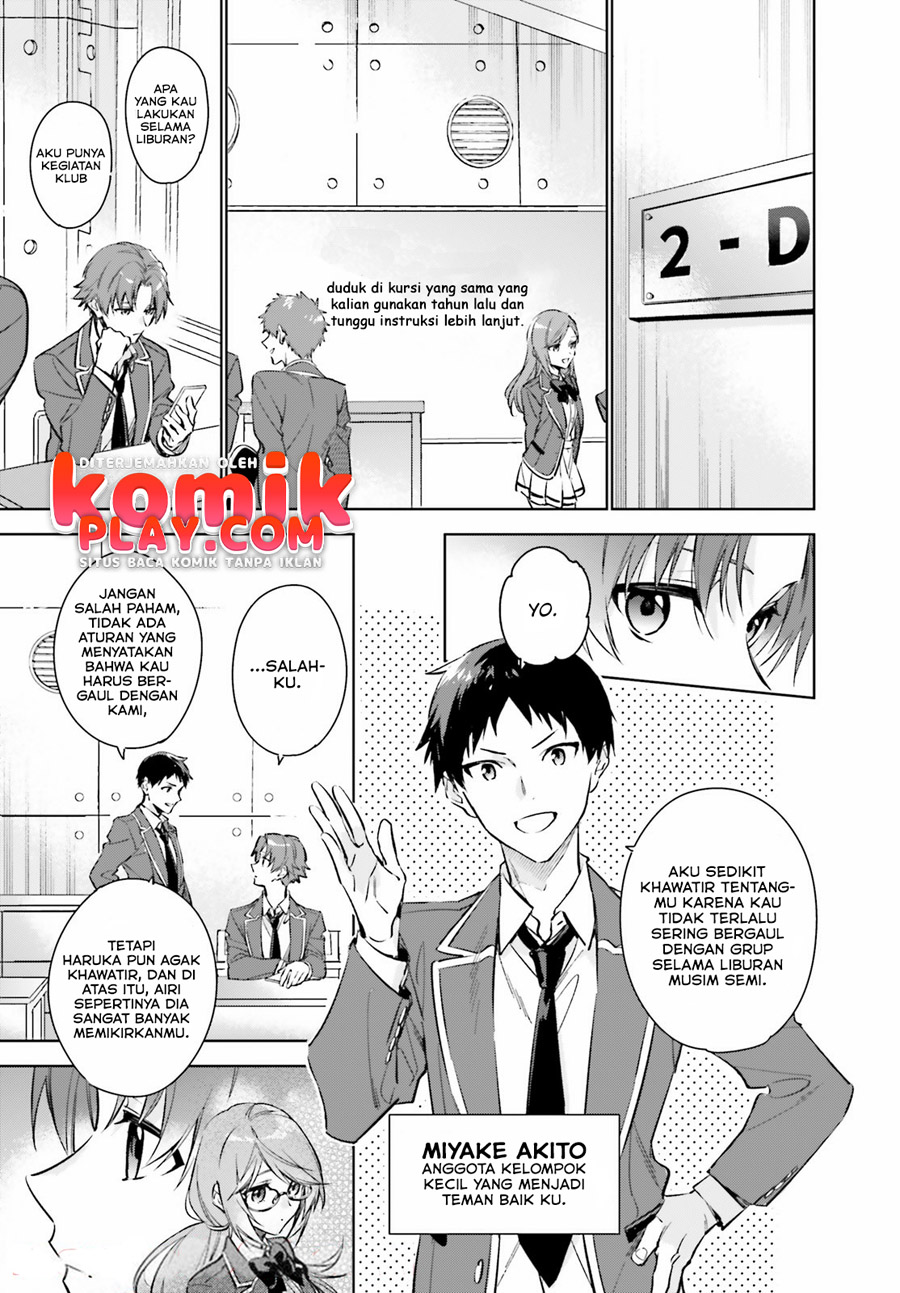 2 - D
duduk di kursi yang sama yang
kalian gunakan tahun lalu dan
tunggu instruksi lebih lanjut.
APA
YANG KAU
LAKUKAN
SELAMA
LIBURAN?
AKU PUNYA
KEGIATAN
KLUB
DITERJEMAHKAN OLEH
komik
PLAY.COM
SITUS BACA KOMIK TANPA IKLAN
YO.
AKU SEDIKIT
KHAWATIR TENTANG-
MU KARENA KAU
TIDAK TERLALU
SERING BERGAUL
DENGAN GRUP
SELAMA LIBURAN
MUSIM SEMI.
MIYAKE AKITO
ANGGOTA KELOMPOK
KECIL YANG MENJADI
TEMAN BAIK KU.
...SALAH-
KU.
JANGAN
SALAH PAHAM,
TIDAK ADA
ATURAN YANG
MENYATAKAN
BAHWA KAU
HARUS BER-
GAUL DENGAN
KAMI,
TETAPI
HARUKA PUN AGAK
KHAWATIR, DAN DI
ATAS ITU, AIRI
SEPERTINYA DIA
SANGAT BANYAK
MEMIKIRKANMU.